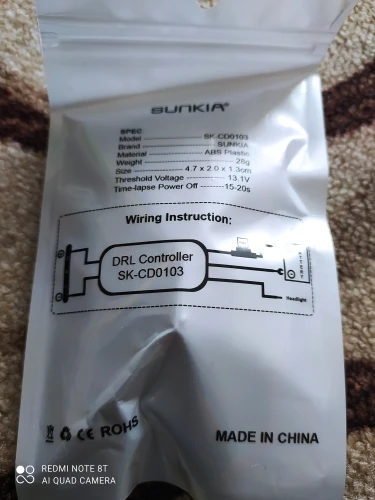 SUNKIA®
SPEC
Model ---------------- SK-CD0103
Brand ---------------- SUNKIA
Material ---------- ABS Plastic
Weight ---------------- 28g
Size ---------- 4.7 x 2.0 x 1.3cm
Threshold Voltage ---------- 13.1V
Time-lapse Power Off -------15-20s
Wiring Instruction:
DRL Controller
SK-CD0103
Headlight
CE ROHS
MADE IN CHINA
REDMI NOTE 8T
AI QUAD CAMERA